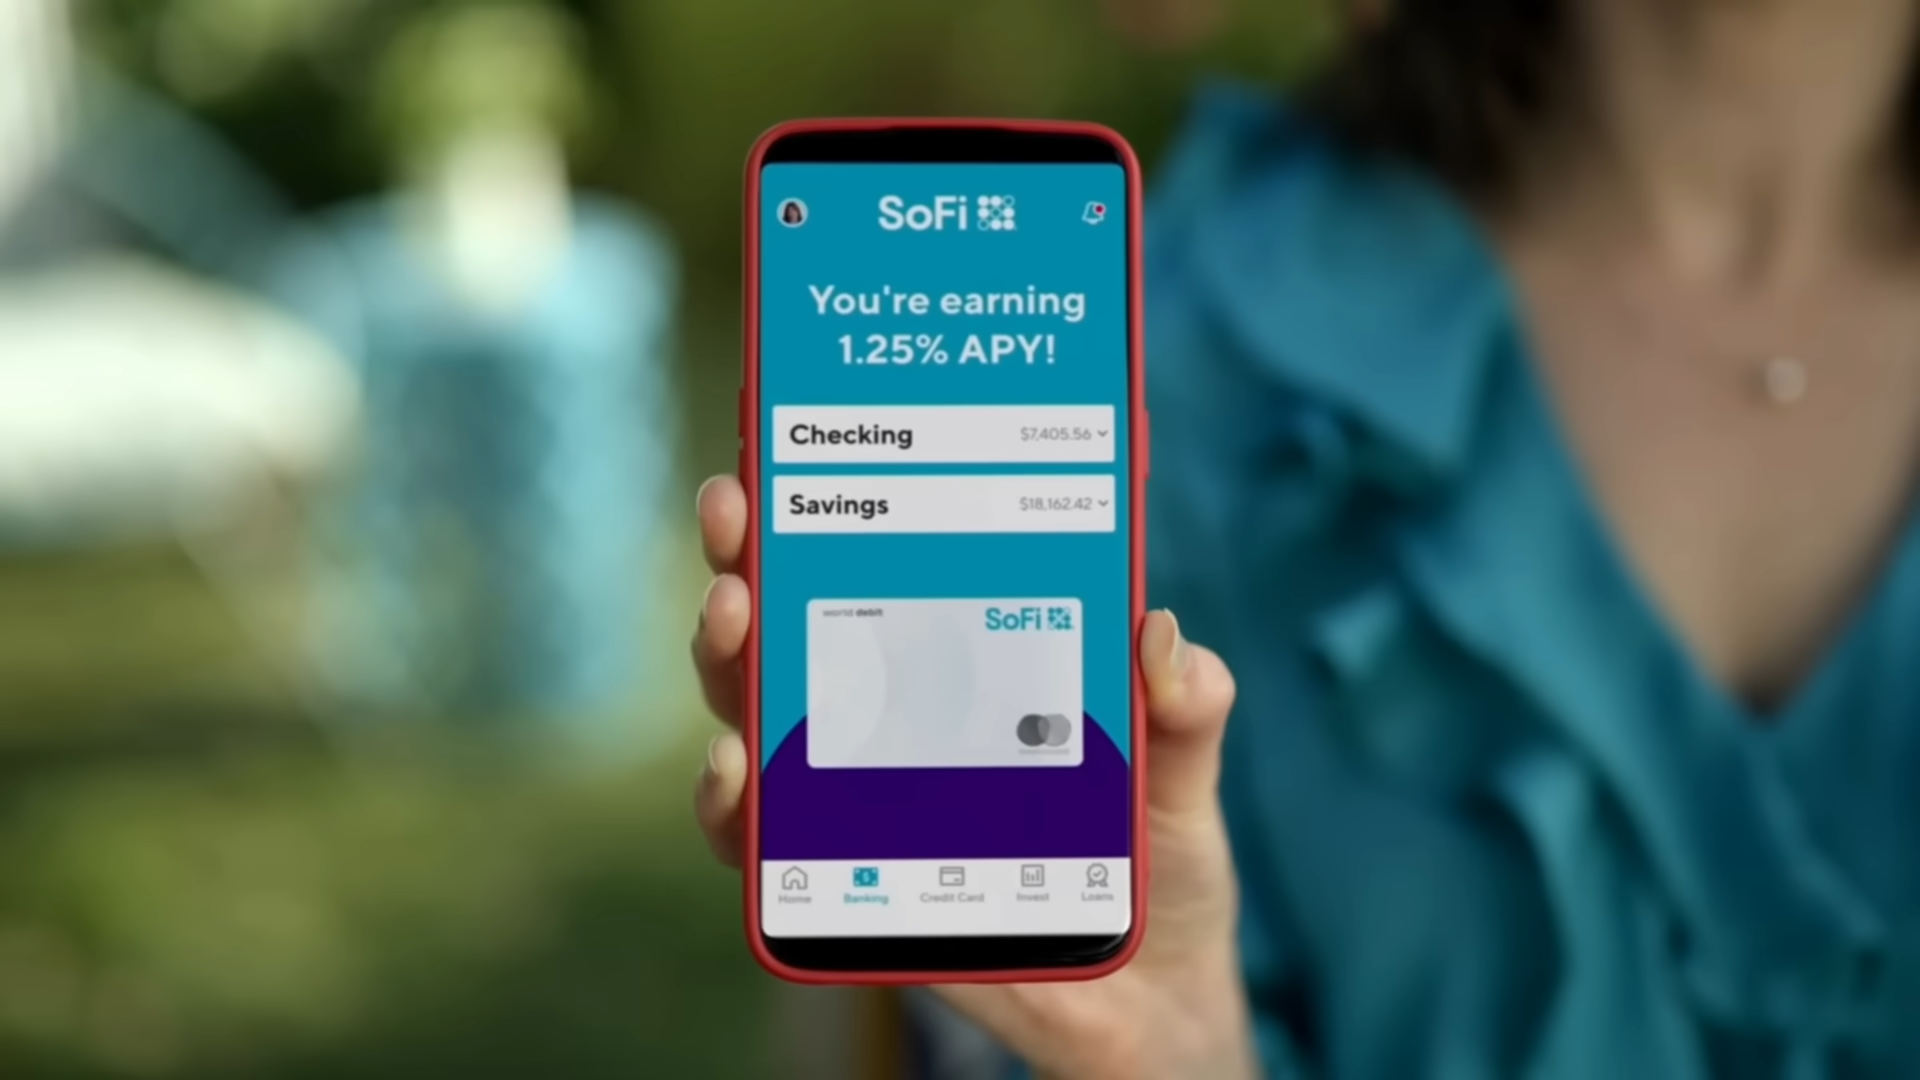 SoFi
You're earning
1.25% APY!
Checking $7,405.56
Savings $18,162.42
world debit SoFi
Home Banking Credit Card Invest Loans